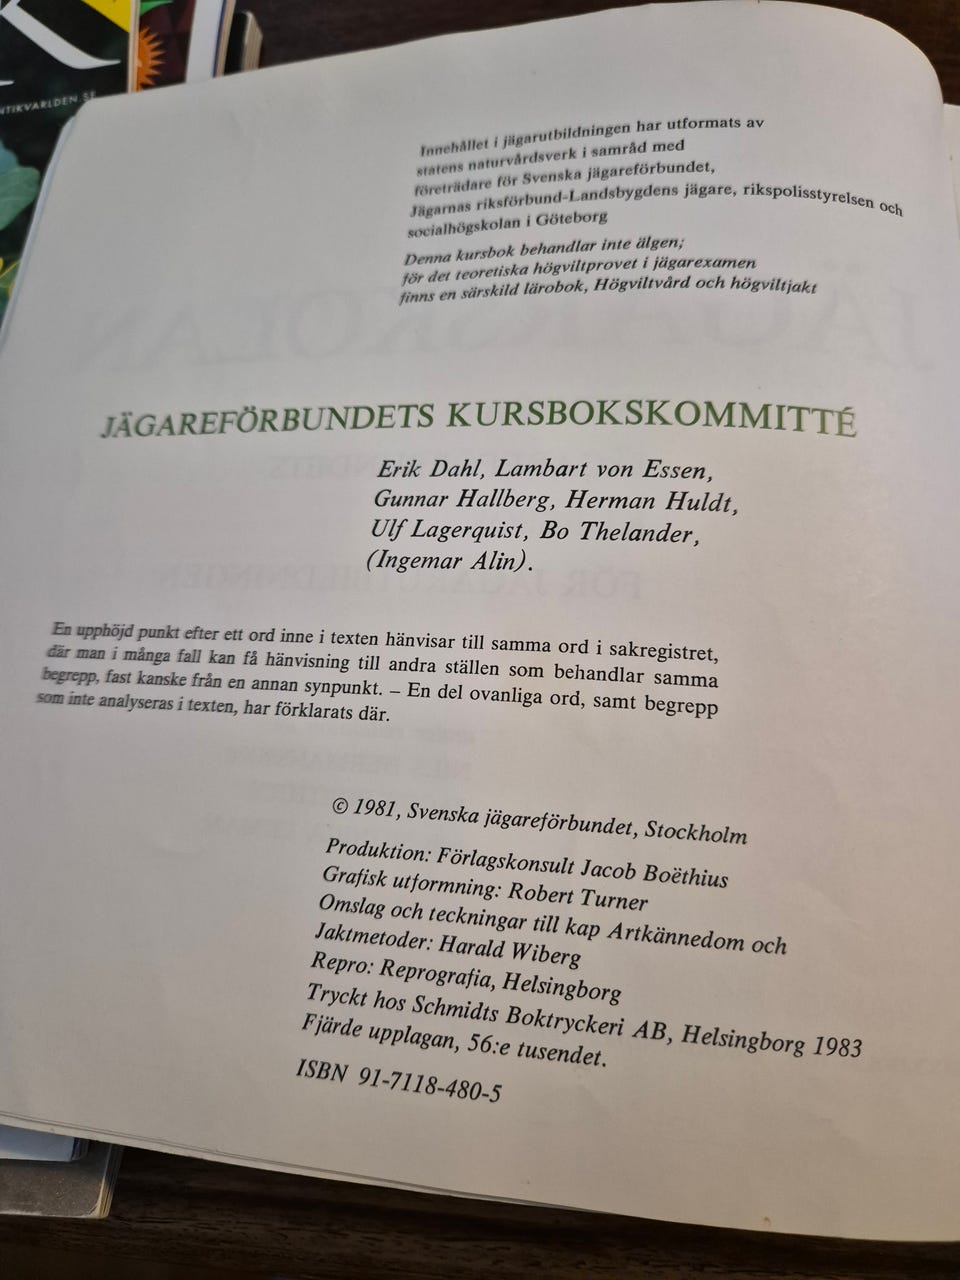 NTIKVARLDEN.SE
Innehållet i jägarutbildningen har utformats av
statens naturvårdsverk i samråd med
företrädare för Svenska jägareförbundet,
Jägarnas riksförbund-Landsbygdens jägare, rikspolisstyrelsen och
socialhögskolan i Göteborg
Denna kursbok behandlar inte älgen;
för det teoretiska högviltprovet i jägarexamen
finns en särskild lärobok, Högviltvård och högviltjakt
JÄGAREFÖRBUNDETS KURSBOKSKOMMITTÉ
Erik Dahl, Lambart von Essen,
Gunnar Hallberg, Herman Huldt,
Ulf Lagerquist, Bo Thelander,
(Ingemar Alin).
En upphöjd punkt efter ett ord inne i texten hänvisar till samma ord i sakregistret,
där man i många fall kan få hänvisning till andra ställen som behandlar samma
begrepp, fast kanske från en annan synpunkt. – En del ovanliga ord, samt begrepp
som inte analyseras i texten, har förklarats där.
© 1981, Svenska jägareförbundet, Stockholm
Produktion: Förlagskonsult Jacob Boëthius
Grafisk utformning: Robert Turner
Omslag och teckningar till kap Artkännedom och
Jaktmetoder: Harald Wiberg
Repro: Reprografia, Helsingborg
Tryckt hos Schmidts Boktryckeri AB, Helsingborg 1983
Fjärde upplagan, 56:e tusendet.
ISBN 91-7118-480-5